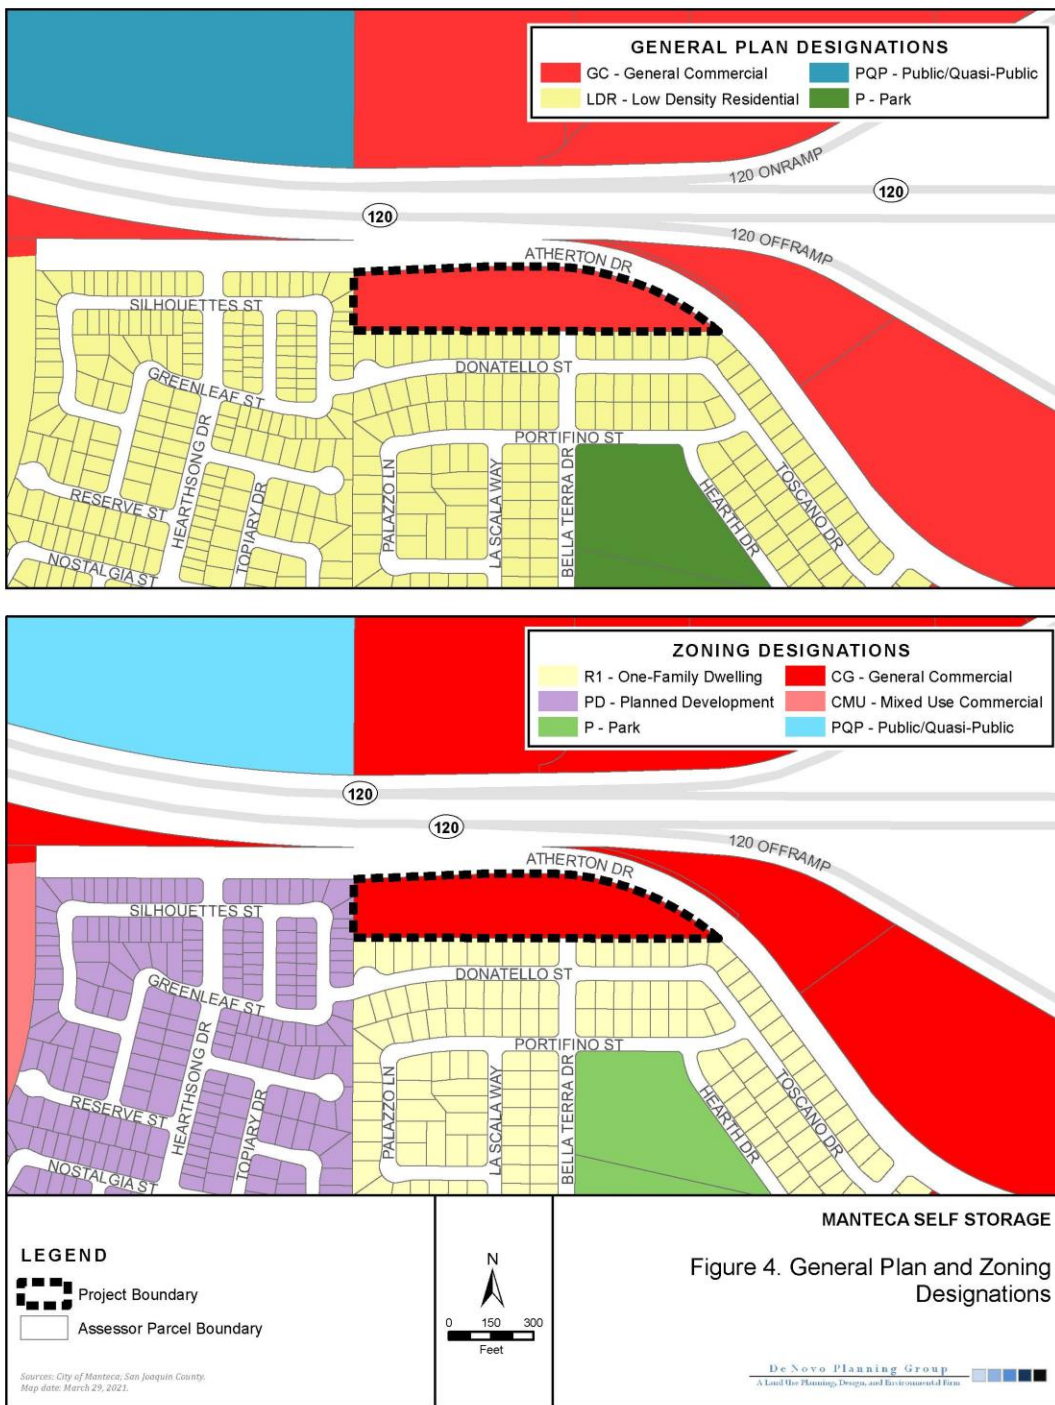 GENERAL PLAN DESIGNATIONS
GC - General Commercial
PQP - Public/Quasi-Public
LDR - Low Density Residential
P - Park
120 ONRAMP
120
120
120 OFFRAMP
ATHERTON DR
SILHOUETTES ST
DONATELLO ST
GREENLEAF ST
HEARTHSONG DR
PORTIFINO ST
PALAZZO LN
LA SCALA WAY
BELLA TERRA DR
HEARTH DR
TOSCANO DR
RESERVE ST
TOPIARY DR
NOSTALGIA ST
ZONING DESIGNATIONS
R1 - One-Family Dwelling
CG - General Commercial
PD - Planned Development
CMU - Mixed Use Commercial
P - Park
PQP - Public/Quasi-Public
120
120
120 OFFRAMP
ATHERTON DR
SILHOUETTES ST
DONATELLO ST
GREENLEAF ST
HEARTHSONG DR
PORTIFINO ST
PALAZZO LN
LA SCALA WAY
BELLA TERRA DR
HEARTH DR
TOSCANO DR
RESERVE ST
TOPIARY DR
NOSTALGIA ST
LEGEND
Project Boundary
Assessor Parcel Boundary
Sources: City of Manteca; San Joaquin County.
Map date: March 29, 2021.
N
0 150 300
Feet
MANTECA SELF STORAGE
Figure 4. General Plan and Zoning
Designations
De Novo Planning Group
A Land Use Planning, Design, and Environmental Firm